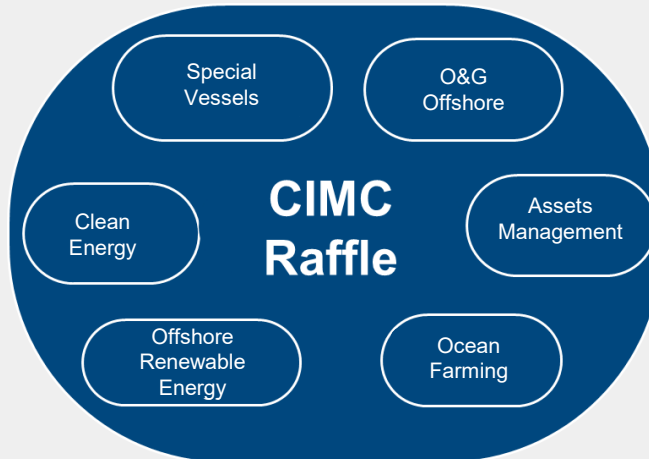 Special
Vessels
O&G
Offshore
CIMC
Raffle
Clean
Energy
Assets
Management
Offshore
Renewable
Energy
Ocean
Farming